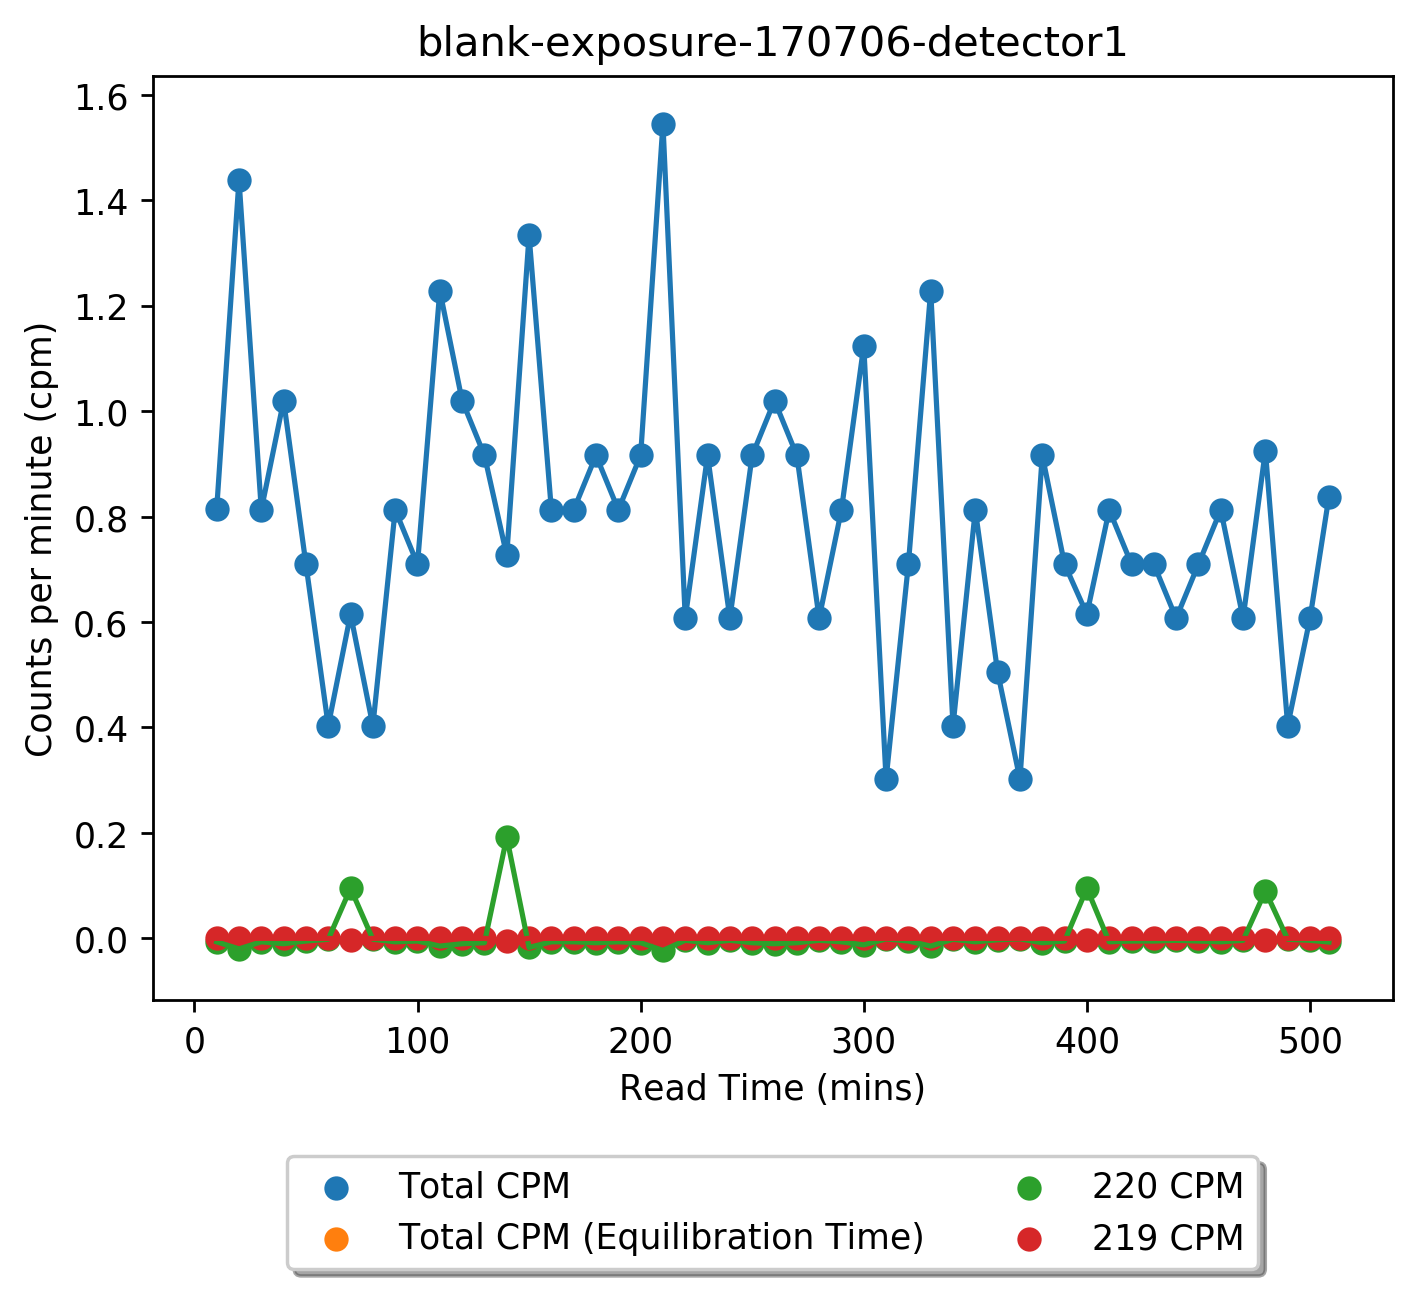 blank-exposure-170706-detector1
1.6
1.4
1.2
1.0
0.8
0.6
0.4
0.2
0.0
Counts per minute (cpm)
0 100 200 300 400 500
Read Time (mins)
Total CPM 220 CPM
Total CPM (Equilibration Time) 219 CPM